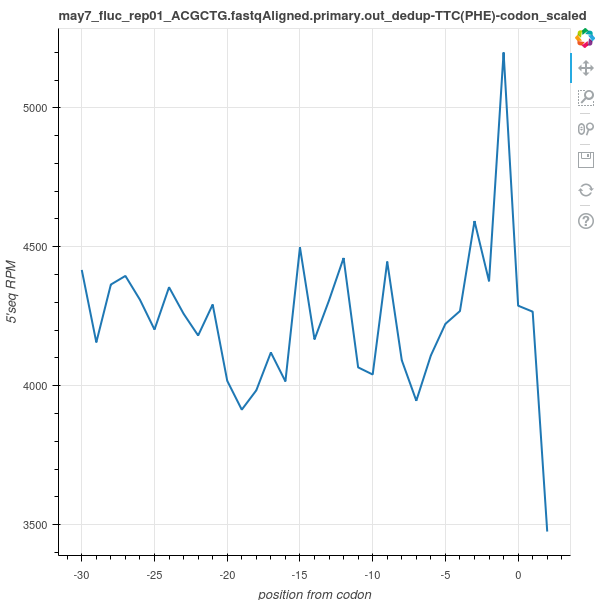 may7_fluc_rep01_ACGCTG.fastqAligned.primary.out_dedup-TTC(PHE)-codon_scaled
5'seq RPM
5000
4500
4000
3500
-30 -25 -20 -15 -10 -5 0
position from codon